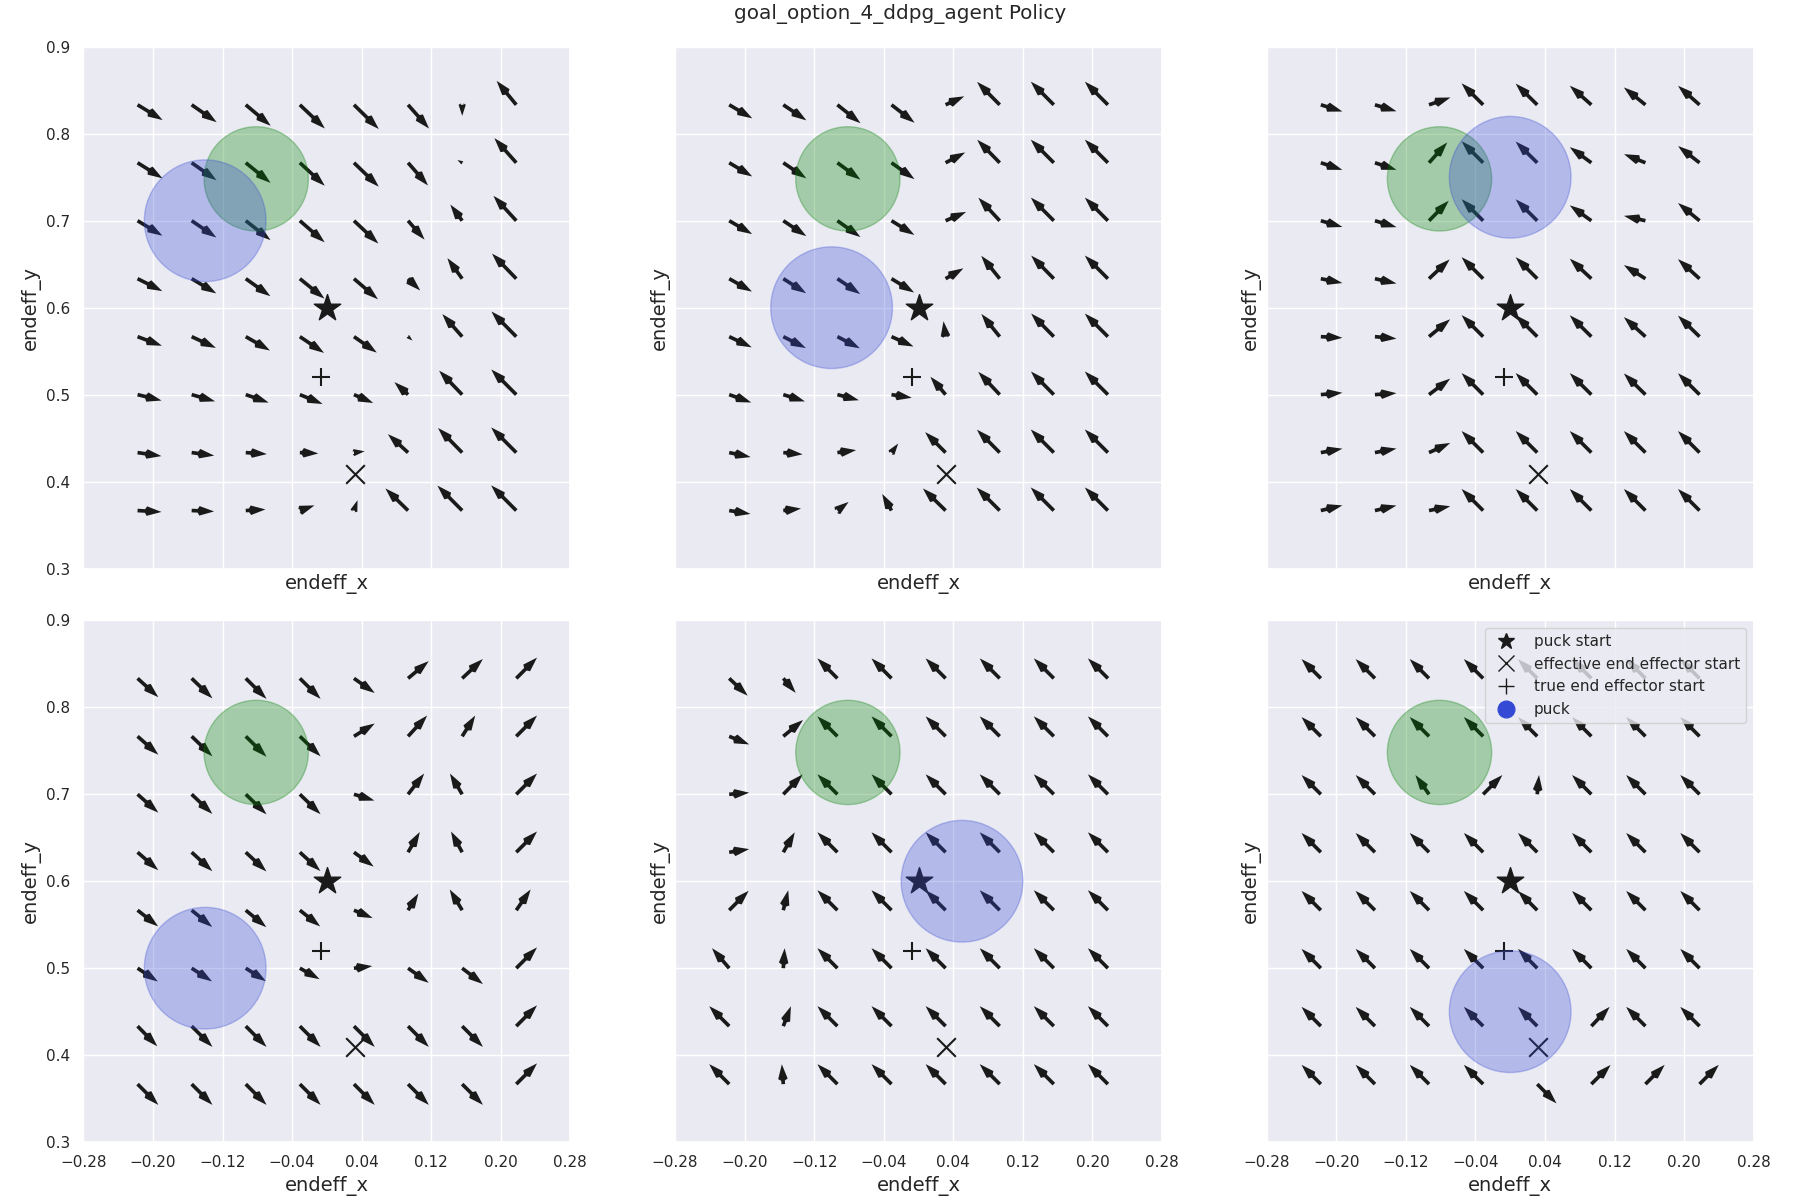 goal_option_4_ddpg_agent Policy
0.9
0.8
0.7
0.6
0.5
0.4
0.3
endeff_y
endeff_x
endeff_y
endeff_x
endeff_y
endeff_x
0.9
0.8
0.7
0.6
0.5
0.4
0.3
endeff_y
−0.28 −0.20 −0.12 −0.04 0.04 0.12 0.20 0.28
endeff_x
endeff_y
−0.28 −0.20 −0.12 −0.04 0.04 0.12 0.20 0.28
endeff_x
puck start
effective end effector start
true end effector start
puck
endeff_y
−0.28 −0.20 −0.12 −0.04 0.04 0.12 0.20 0.28
endeff_x